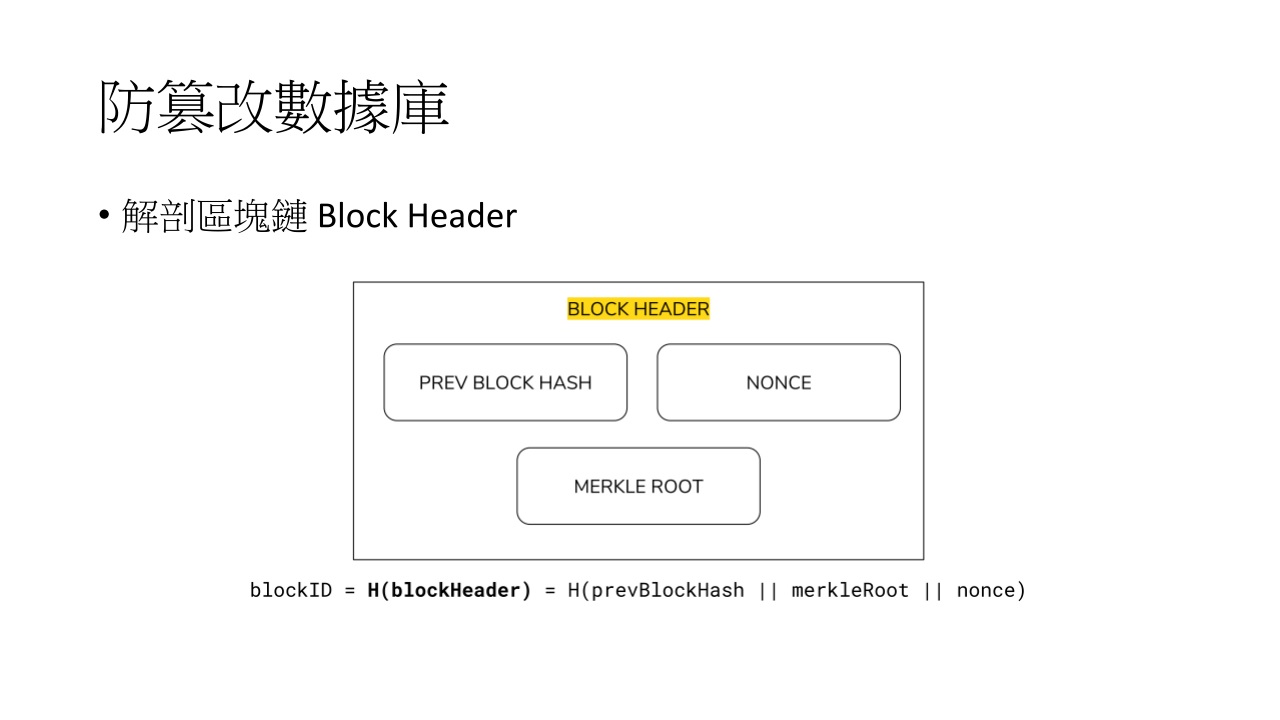 防篡改數據庫
• 解剖區塊鏈 Block Header
BLOCK HEADER
PREV BLOCK HASH
NONCE
MERKLE ROOT
blockID = H(blockHeader) = H(prevBlockHash || merkleRoot || nonce)